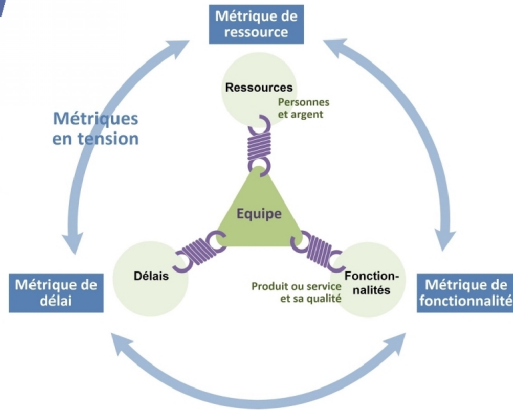 Métrique de
ressource
Ressources
Personnes
et argent
Métriques
en tension
Equipe
Métrique de
délai
Délais
Produit ou service
et sa qualité
Fonction-
nalités
Métrique de
fonctionnalité